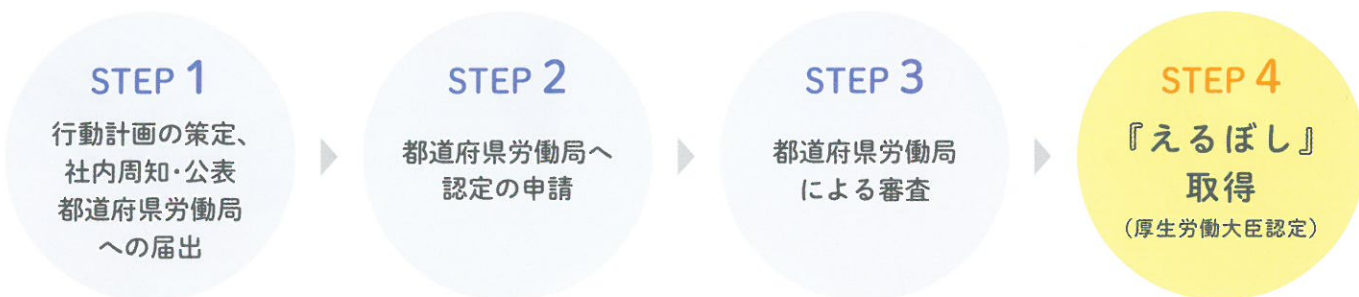 STEP 1
行動計画の策定、
社内周知・公表
都道府県労働局
への届出
STEP 2
都道府県労働局へ
認定の申請
STEP 3
都道府県労働局
による審査
STEP 4
『えるぼし』
取得
(厚生労働大臣認定)